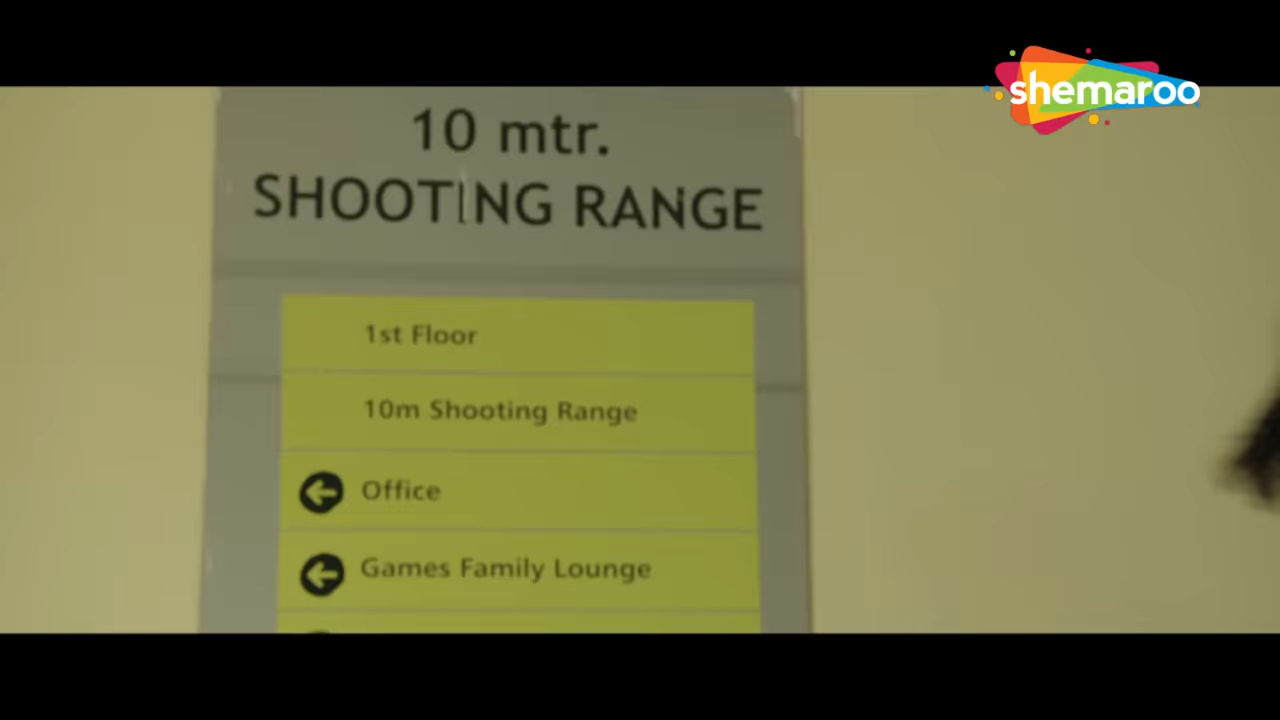 shemaroo
10 mtr.
SHOOTING RANGE
1st Floor
10m Shooting Range
Office
Games Family Lounge